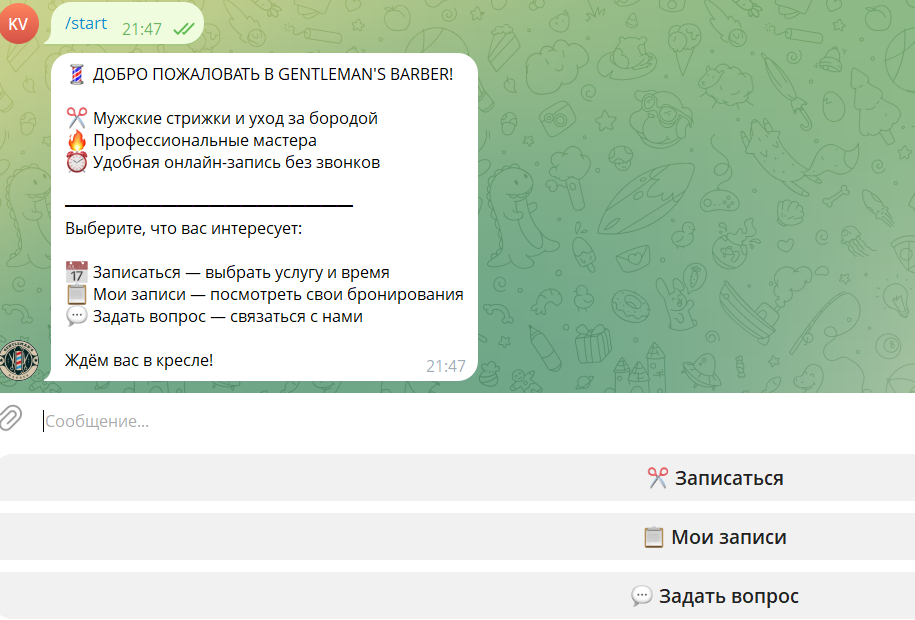 KV
/start
21:47
💈 ДОБРО ПОЖАЛОВАТЬ В GENTLEMAN'S BARBER!
✂️ Мужские стрижки и уход за бородой
🔥 Профессиональные мастера
⏰ Удобная онлайн-запись без звонков
Выберите, что вас интересует:
📅 Записаться — выбрать услугу и время
📋 Мои записи — посмотреть свои бронирования
💬 Задать вопрос — связаться с нами
Ждём вас в кресле!
21:47
Сообщение...
✂️ Записаться
📋 Мои записи
💬 Задать вопрос